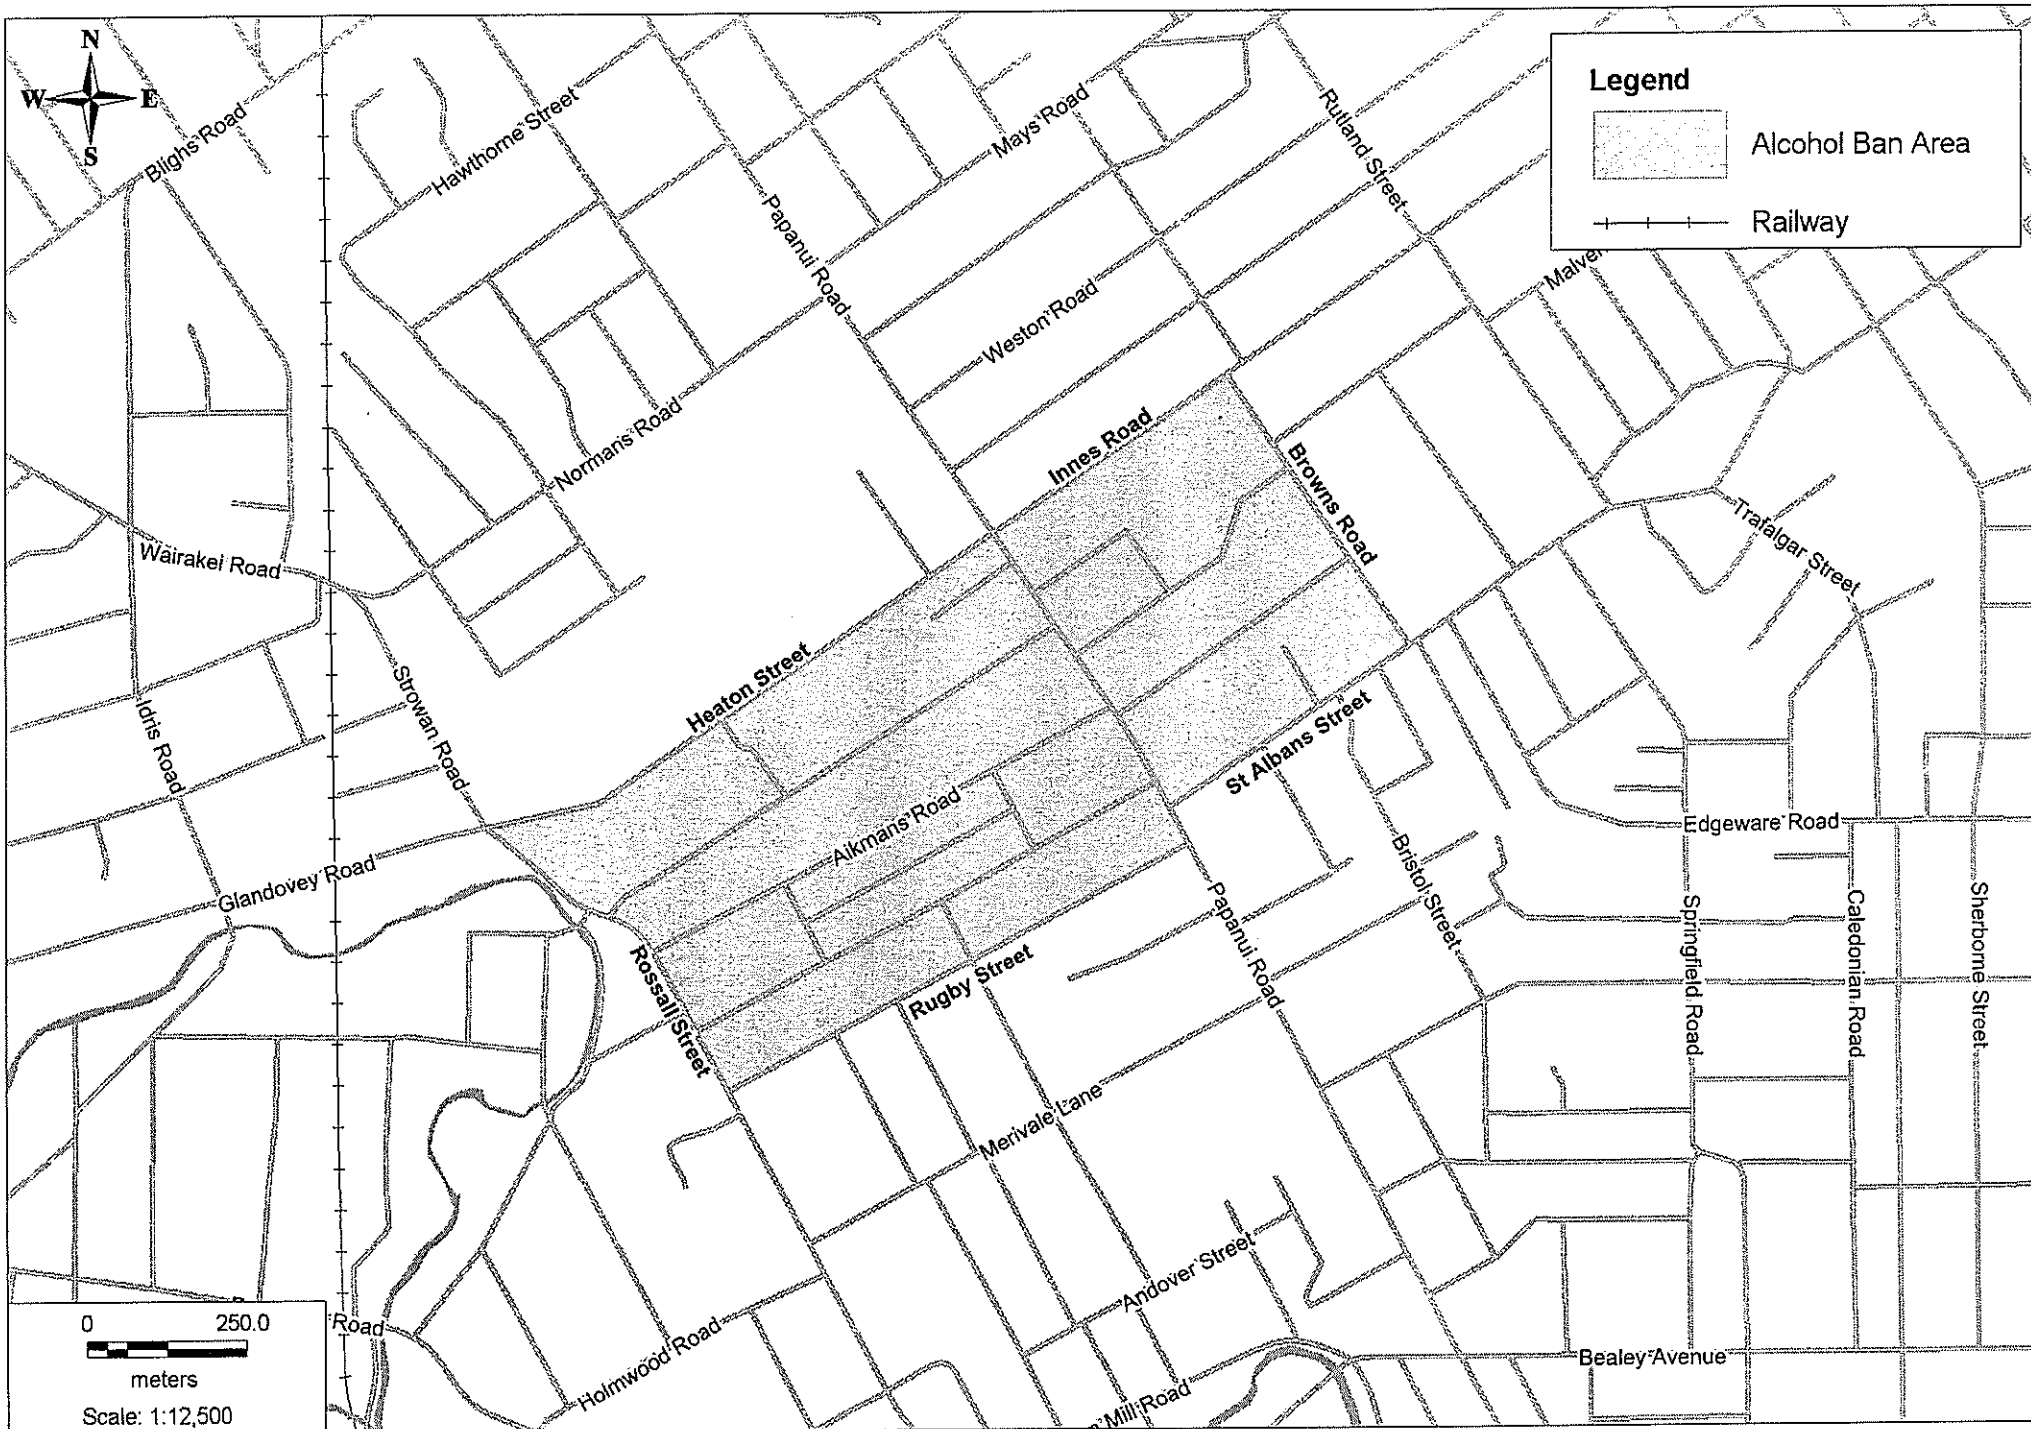 N
W E
S
Blighs Road
Hawthorne Street
Mays Road
Rutland Street
Legend
Alcohol Ban Area
Railway
Papanui Road
Weston Road
Normans Road
Innes Road
Browns Road
Wairakei Road
Trafalgar Street
Heaton Street
Strowan Road
Idris Road
St Albans Street
Aikmans Road
Edgeware Road
Glandovey Road
Bristol Street
Papanui Road
Springfield Road
Caledonian Road
Sherborne Street
Rossall Street
Rugby Street
Merivale Lane
Andover Street
Holmwood Road
Road
Mill Road
Bealey Avenue
0 250.0
meters
Scale: 1:12,500